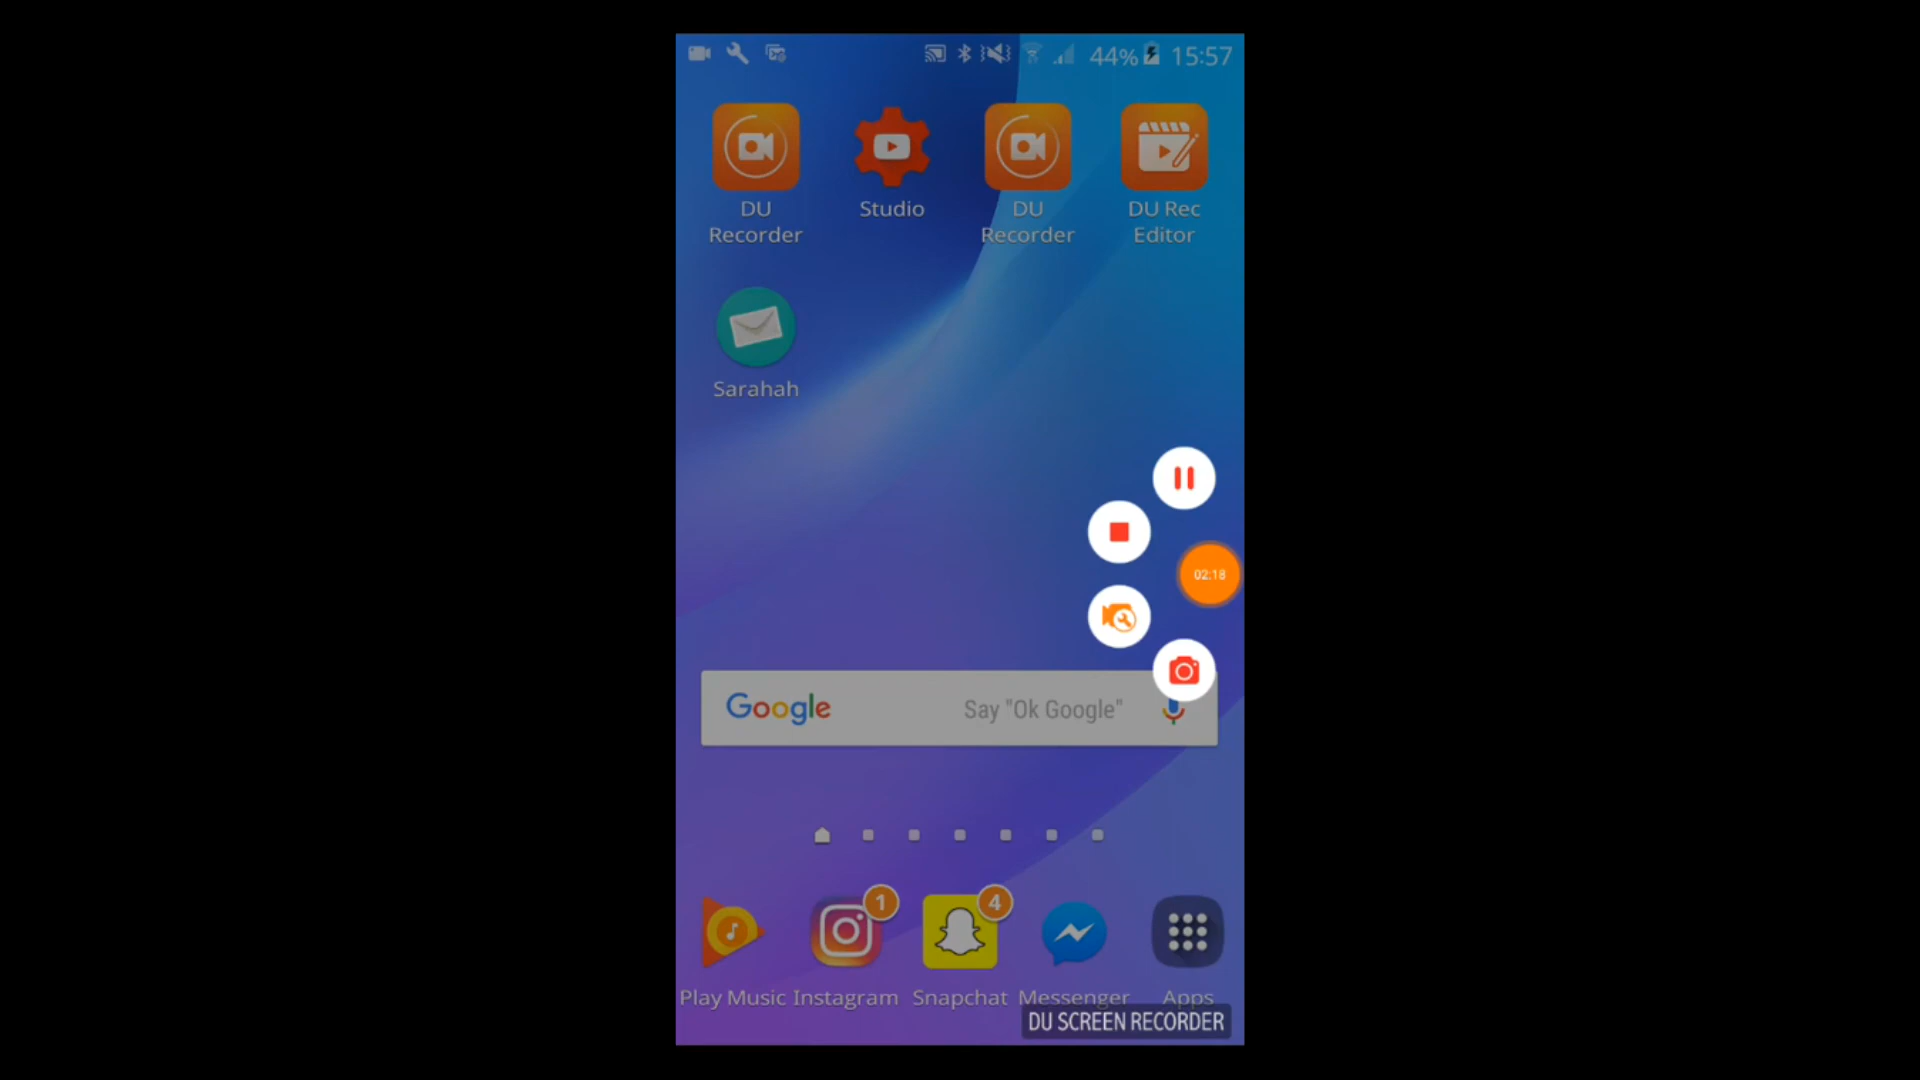 44% 15:57
DU Recorder
Studio
DU Recorder
DU Rec Editor
Sarahah
02:18
Google Say "Ok Google"
1 4
Play Music Instagram Snapchat Messenger Apps
DU SCREEN RECORDER